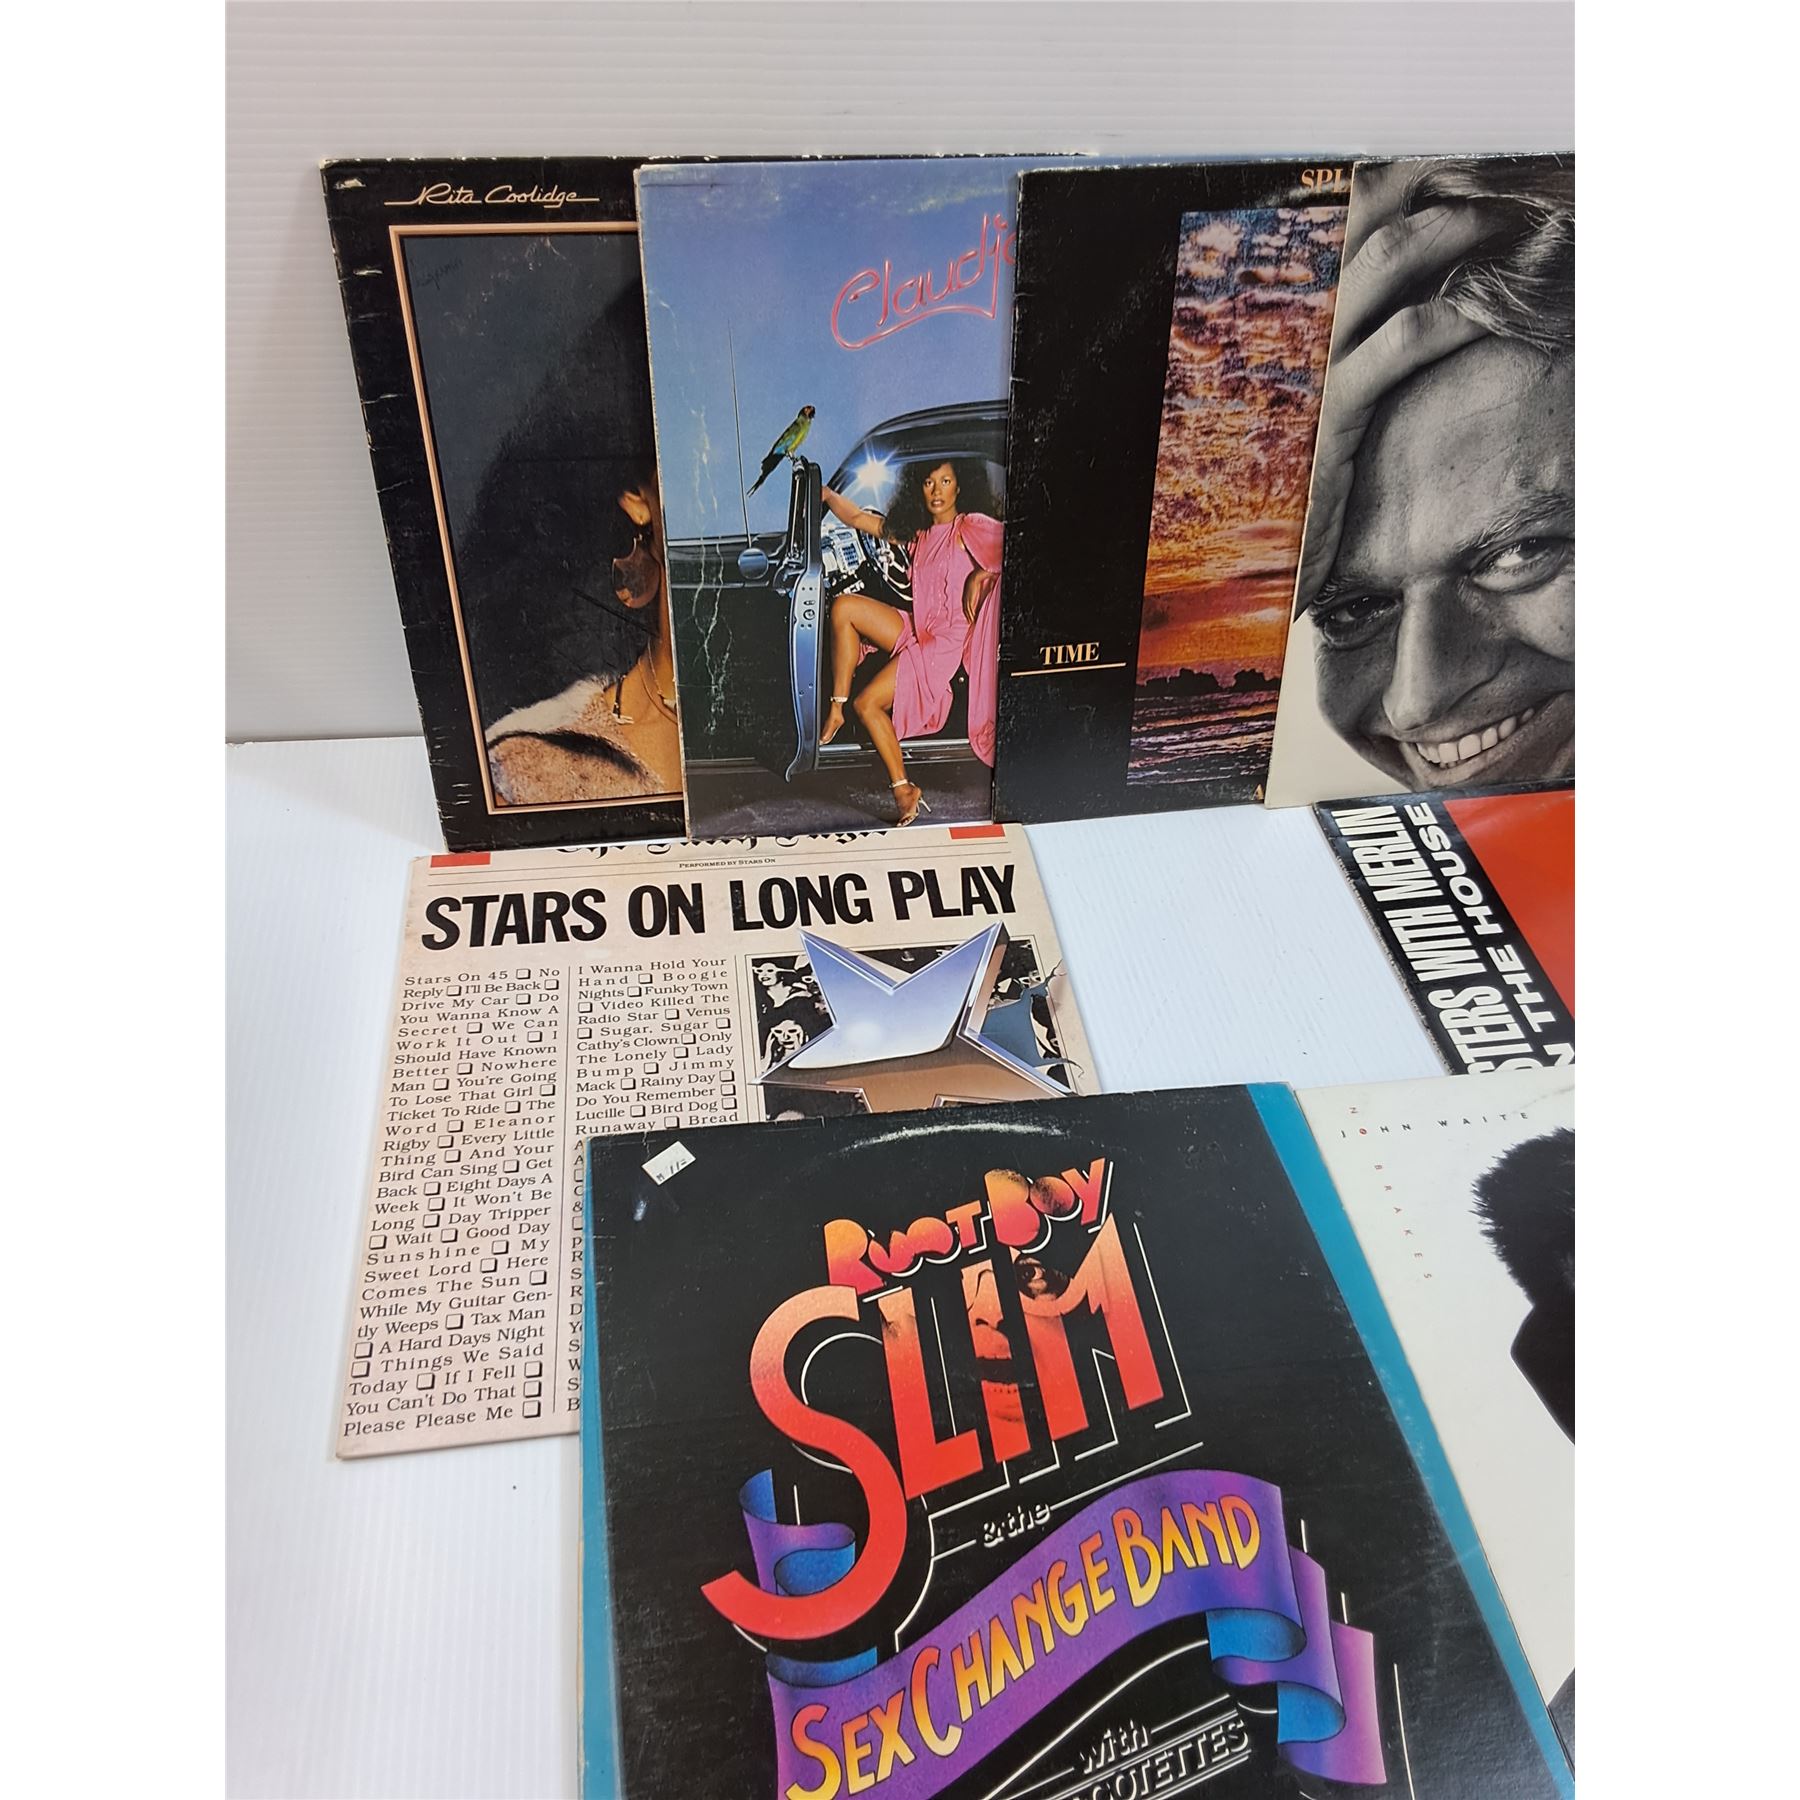 Rita Coolidge
Claudja
SPL
TIME
A
PERFORMED BY STARS ON
STARS ON LONG PLAY
Stars On 45 ❑ No
Reply ❑ I'll Be Back ❑
Drive My Car ❑ Do
You Wanna Know A
Secret ❑ We Can
Work It Out ❑ I
Should Have Known
Better ❑ Nowhere
Man ❑ You're Going
To Lose That Girl ❑
Ticket To Ride ❑ The
Word ❑ Eleanor
Rigby ❑ Every Little
Thing ❑ And Your
Bird Can Sing ❑ Get
Back ❑ Eight Days A
Week ❑ It Won't Be
Long ❑ Day Tripper
❑ Wait ❑ Good Day
Sunshine ❑ My
Sweet Lord ❑ Here
Comes The Sun ❑
While My Guitar Gen-
tly Weeps ❑ Tax Man
❑ A Hard Days Night
❑ Things We Said
Today ❑ If I Fell ❑
You Can't Do That ❑
Please Please Me ❑
I Wanna Hold Your
Hand ❑ Boogie
Nights ❑ Funky Town
❑ Video Killed The
Radio Star ❑ Venus
❑ Sugar, Sugar ❑
Cathy's Clown ❑ Only
The Lonely ❑ Lady
Bump ❑ Jimmy
Mack ❑ Rainy Day ❑
Do You Remember ❑
Lucille ❑ Bird Dog ❑
Runaway ❑ Bread
STERS WITH MERLIN
N THE HOUSE
JOHN WAITE
NO BRAKES
ROOT BOY
SLIM
& the
SEX CHANGE BAND
with
OTETTES